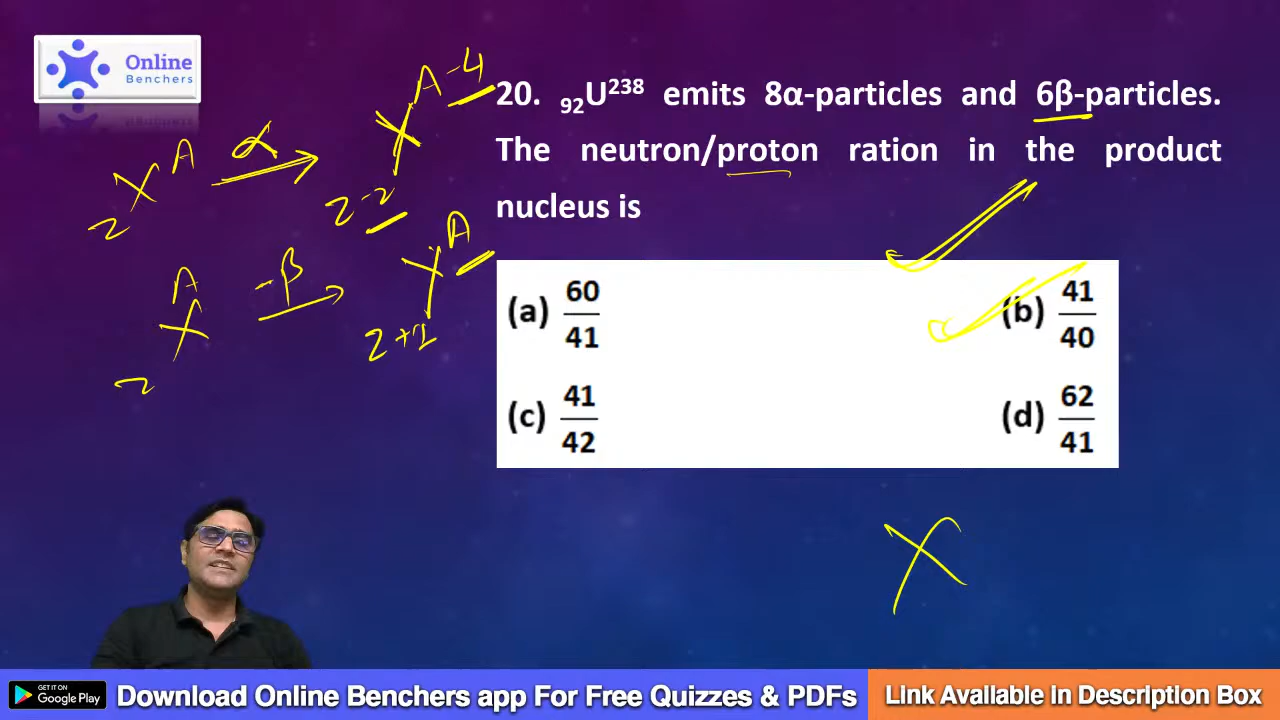 Online
Benchers
20. ₉₂U²³⁸ emits 8α-particles and 6β-particles.
The neutron/proton ration in the product
nucleus is
(a) 60/41
(b) 41/40
(c) 41/42
(d) 62/41
X A α X A-4
Z Z-2
X A -β Y A
Z Z+1
X
GET IT ON
Google Play
Download Online Benchers app For Free Quizzes & PDFs
Link Available in Description Box